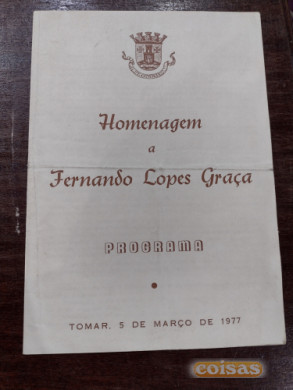 Homenagem
a
Fernando Lopes Graça
PROGRAMA
TOMAR, 5 DE MARÇO DE 1977
coisas